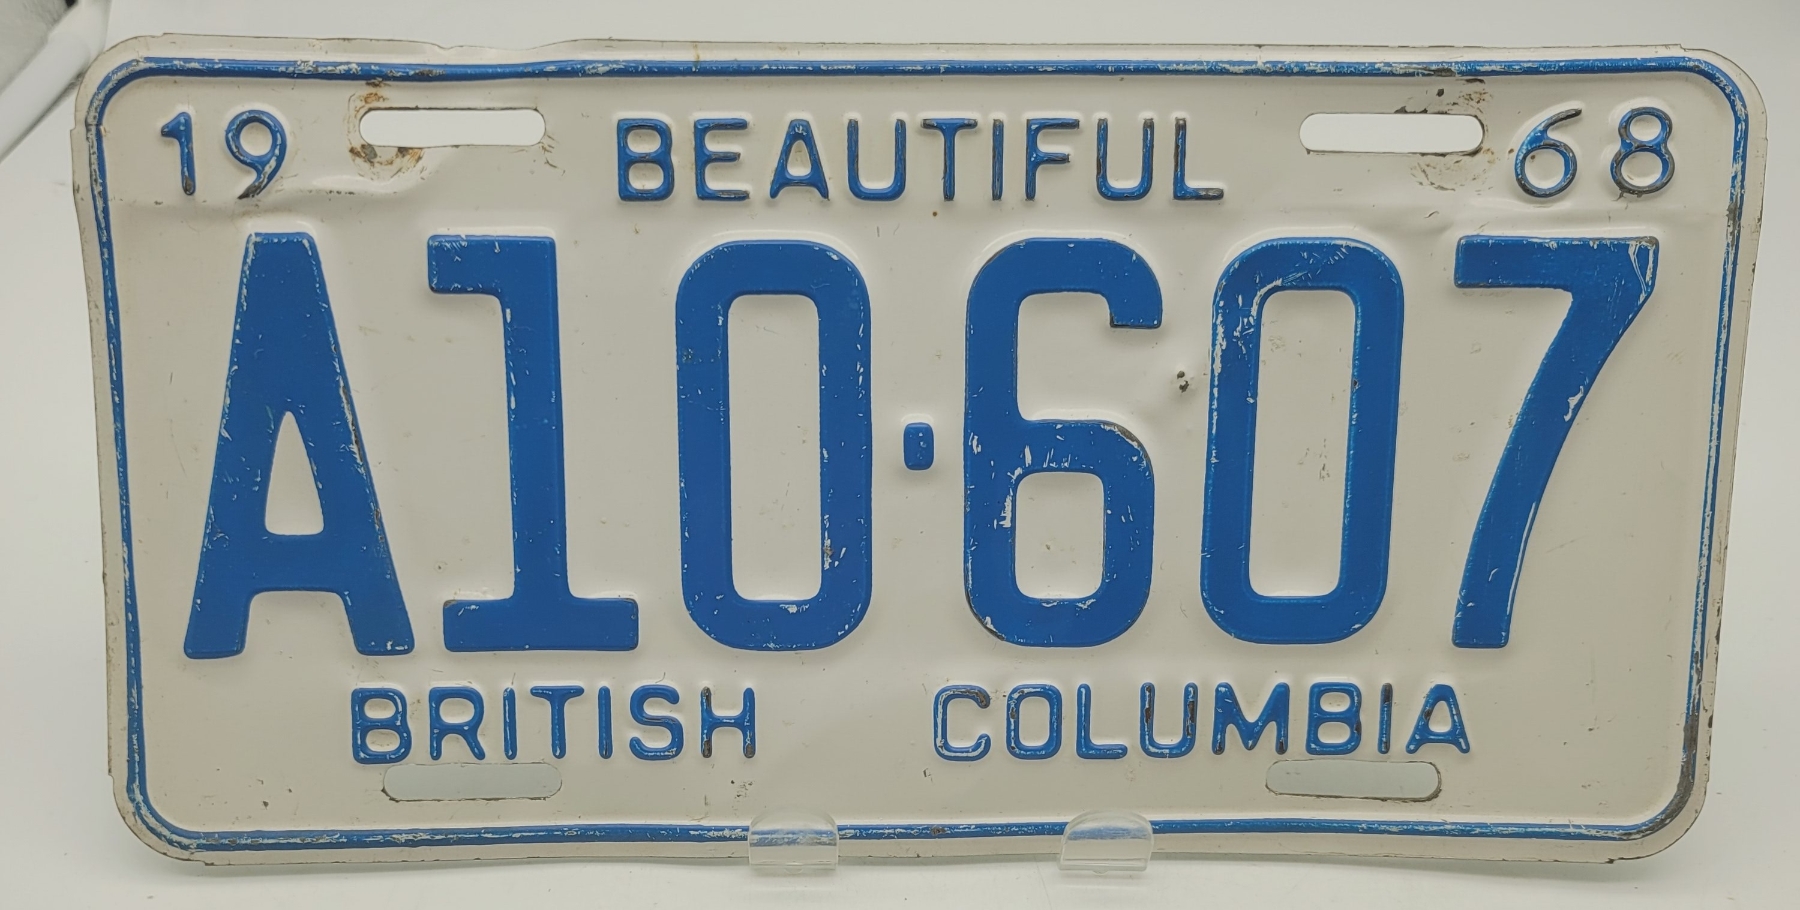 19 BEAUTIFUL 68
A10·607
BRITISH COLUMBIA